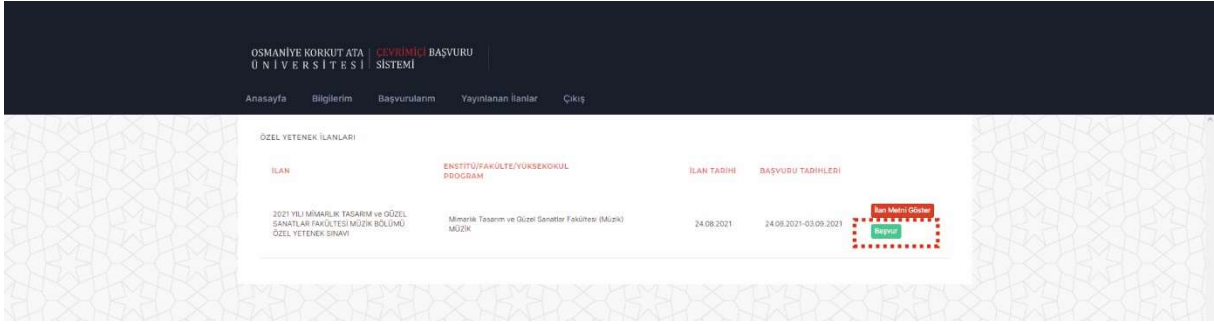 OSMANİYE KORKUT ATA ÇEVRİMİÇİ BAŞVURU
ÜNİVERSİTESİ SİSTEMİ
Anasayfa Bilgilerim Başvurularım Yayınlanan İlanlar Çıkış
ÖZEL YETENEK İLANLARI
İLAN ENSTİTÜ/FAKÜLTE/YÜKSEKOKUL İLAN TARİHİ BAŞVURU TARİHLERİ
PROGRAM
2021 YILI MİMARLIK TASARIM ve GÜZEL
SANATLAR FAKÜLTESİ MÜZİK BÖLÜMÜ
ÖZEL YETENEK SINAVI
Mimarlık Tasarım ve Güzel Sanatlar Fakültesi (Müzik)
MÜZİK
24.08.2021 24.08.2021-03.09.2021
İlan Metni Göster
Başvur